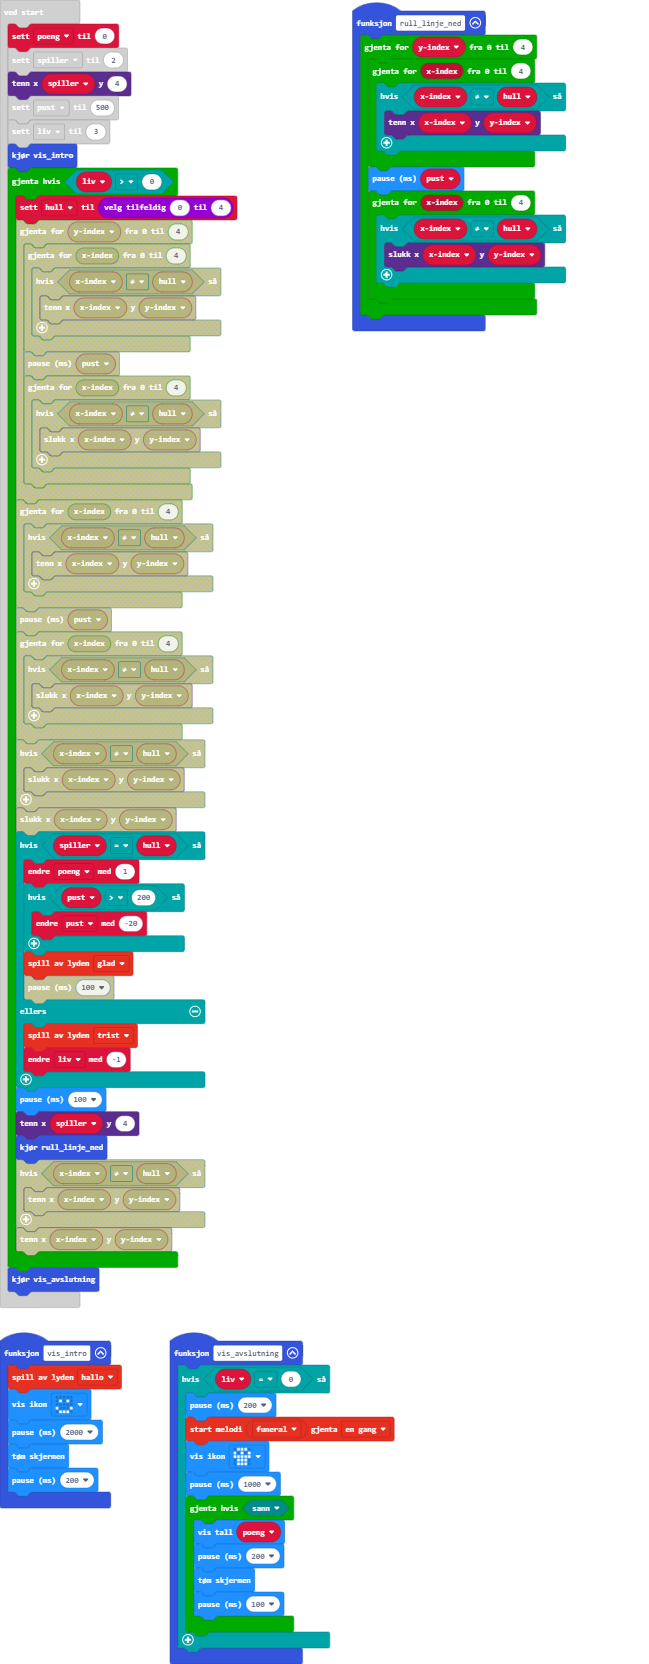 ved start
sett poeng til 0
sett spiller til 2
tenn x spiller y 4
sett pust til 500
sett liv til 3
kjør vis_intro
gjenta hvis liv > 0
sett hull til velg tilfeldig 0 til 4
gjenta for y-index fra 0 til 4
gjenta for x-index fra 0 til 4
hvis x-index ≠ hull så
tenn x x-index y y-index
pause (ms) pust
gjenta for x-index fra 0 til 4
hvis x-index ≠ hull så
slukk x x-index y y-index
gjenta for x-index fra 0 til 4
hvis x-index ≠ hull så
tenn x x-index y y-index
pause (ms) pust
gjenta for x-index fra 0 til 4
hvis x-index ≠ hull så
slukk x x-index y y-index
hvis x-index ≠ hull så
slukk x x-index y y-index
slukk x x-index y y-index
hvis spiller = hull så
endre poeng med 1
hvis pust > 200 så
endre pust med -20
spill av lyden glad
pause (ms) 100
ellers
spill av lyden trist
endre liv med -1
pause (ms) 100
tenn x spiller y 4
kjør rull_linje_ned
hvis x-index ≠ hull så
tenn x x-index y y-index
tenn x x-index y y-index
kjør vis_avslutning
funksjon rull_linje_ned
gjenta for y-index fra 0 til 4
gjenta for x-index fra 0 til 4
hvis x-index ≠ hull så
tenn x x-index y y-index
pause (ms) pust
gjenta for x-index fra 0 til 4
hvis x-index ≠ hull så
slukk x x-index y y-index
funksjon vis_intro
spill av lyden hallo
vis ikon
pause (ms) 2000
tøm skjermen
pause (ms) 200
funksjon vis_avslutning
hvis liv = 0 så
pause (ms) 200
start melodi funeral gjenta en gang
vis ikon
pause (ms) 1000
gjenta hvis sann
vis tall poeng
pause (ms) 200
tøm skjermen
pause (ms) 100